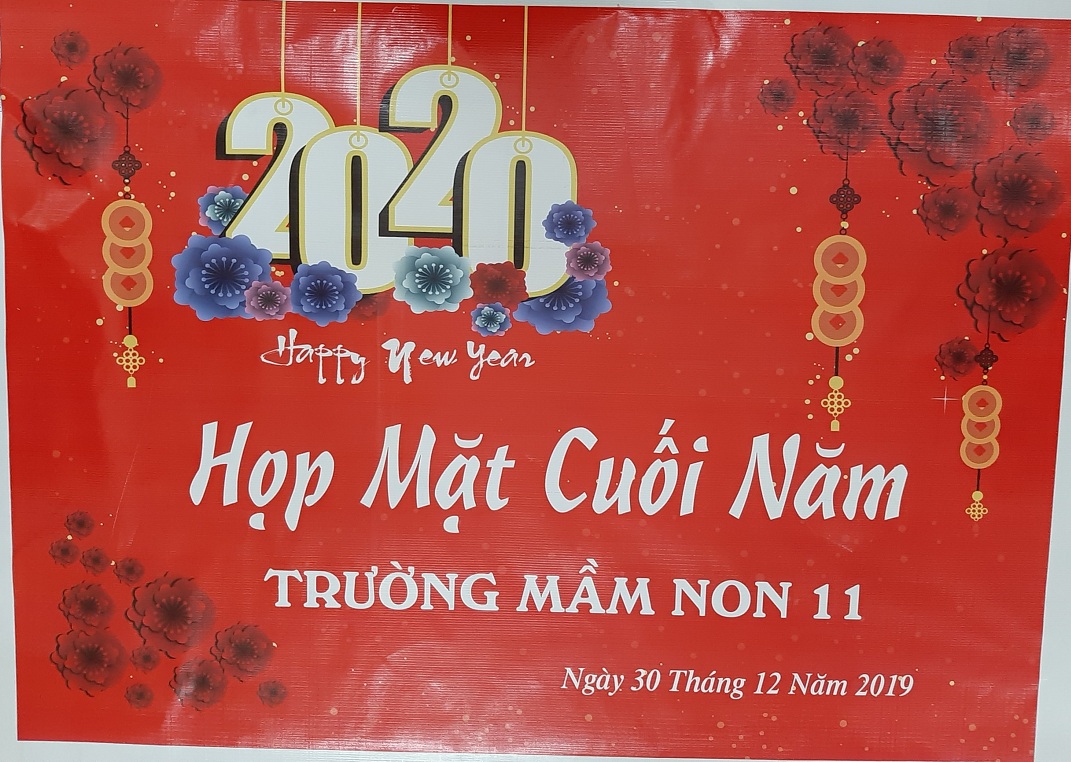 2020
Happy New Year
Họp Mặt Cuối Năm
TRƯỜNG MẦM NON 11
Ngày 30 Tháng 12 Năm 2019